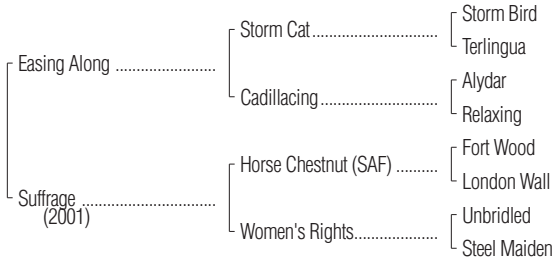 Storm Bird
Storm Cat ..............................
Terlingua
Easing Along ........................
Alydar
Cadillacing ............................
Relaxing
Fort Wood
Horse Chestnut (SAF) ..........
London Wall
Suffrage ................................
(2001)
Unbridled
Women's Rights....................
Steel Maiden